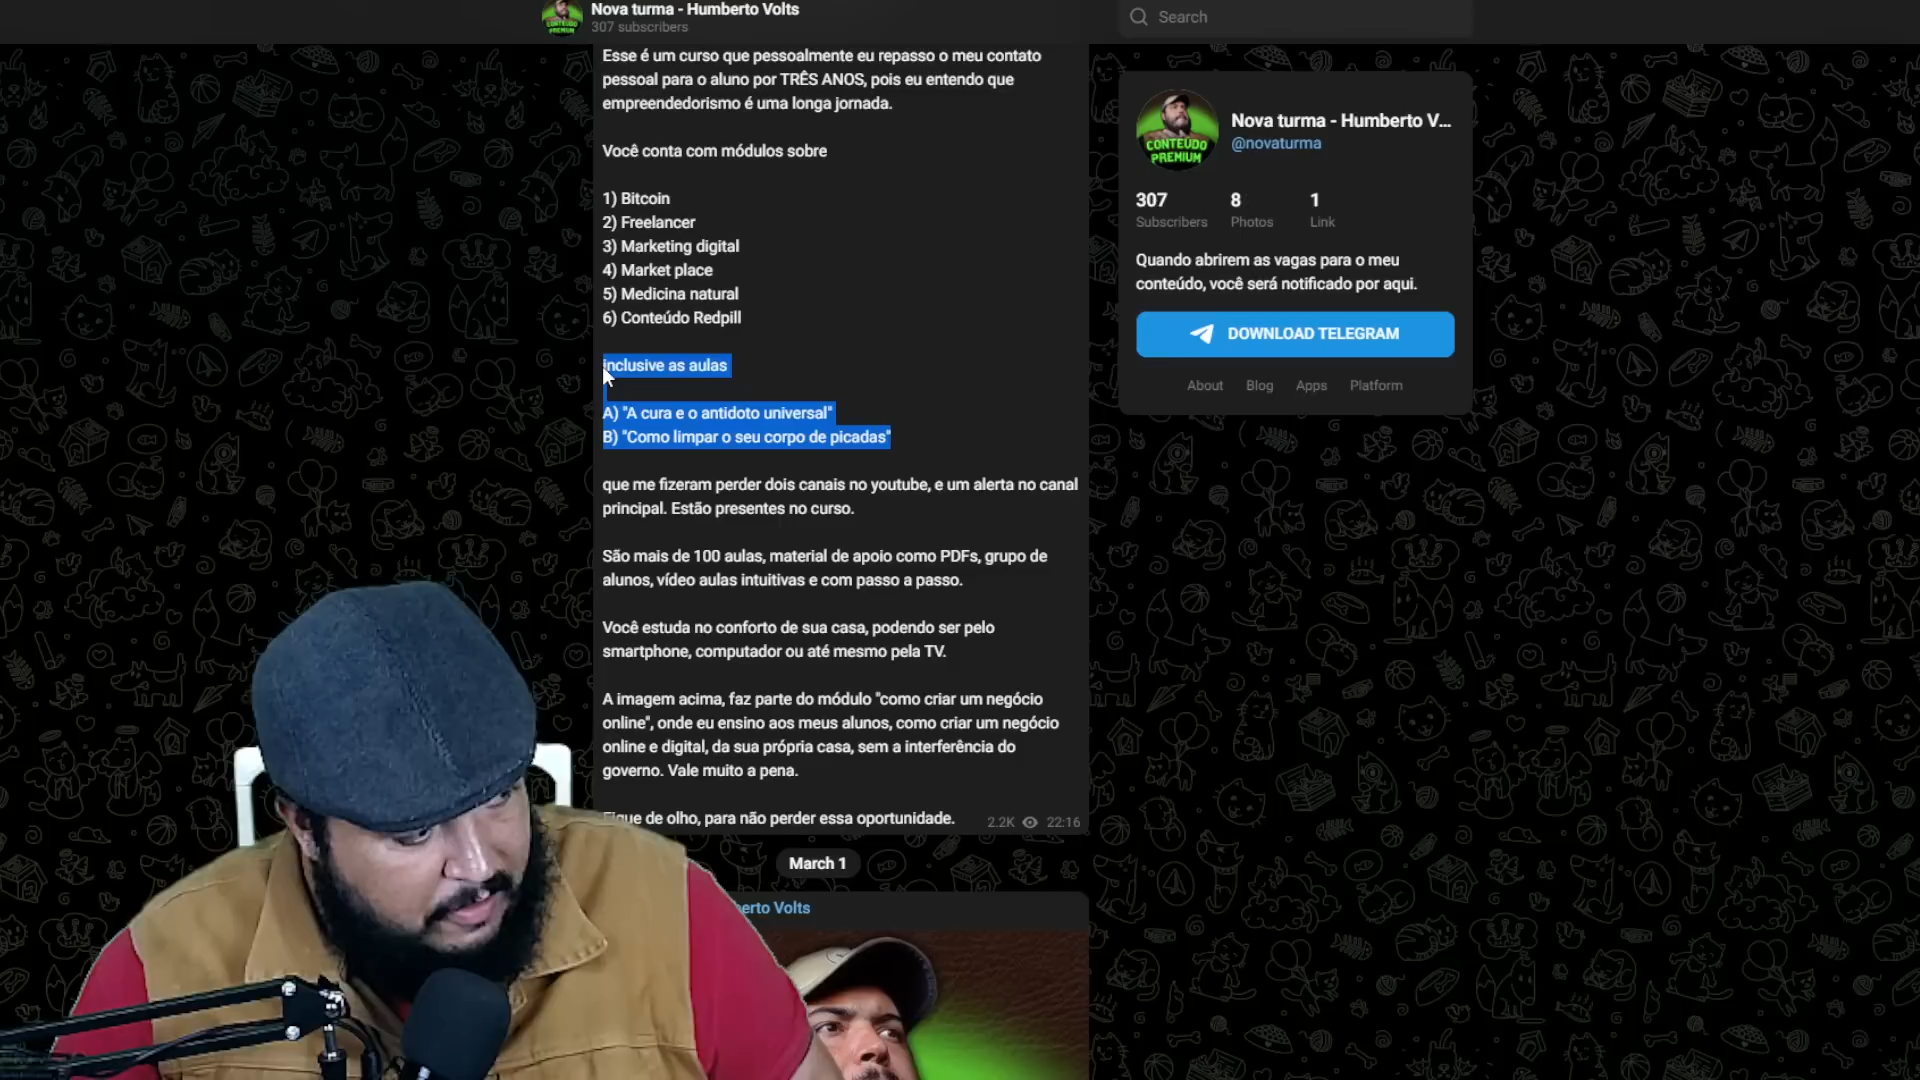 Nova turma - Humberto Volts
307 subscribers
Search
Esse é um curso que pessoalmente eu repasso o meu contato
pessoal para o aluno por TRÊS ANOS, pois eu entendo que
empreendedorismo é uma longa jornada.
Você conta com módulos sobre
1) Bitcoin
2) Freelancer
3) Marketing digital
4) Market place
5) Medicina natural
6) Conteúdo Redpill
inclusive as aulas
A) "A cura e o antidoto universal"
B) "Como limpar o seu corpo de picadas"
que me fizeram perder dois canais no youtube, e um alerta no canal
principal. Estão presentes no curso.
São mais de 100 aulas, material de apoio como PDFs, grupo de
alunos, vídeo aulas intuitivas e com passo a passo.
Você estuda no conforto de sua casa, podendo ser pelo
smartphone, computador ou até mesmo pela TV.
A imagem acima, faz parte do módulo "como criar um negócio
online", onde eu ensino aos meus alunos, como criar um negócio
online e digital, da sua própria casa, sem a interferência do
governo. Vale muito a pena.
Fique de olho, para não perder essa oportunidade.
2.2K 22:16
March 1
erto Volts
CONTEÚDO
PREMIUM
Nova turma - Humberto V...
@novaturma
307 8 1
Subscribers Photos Link
Quando abrirem as vagas para o meu
conteúdo, você será notificado por aqui.
DOWNLOAD TELEGRAM
About Blog Apps Platform